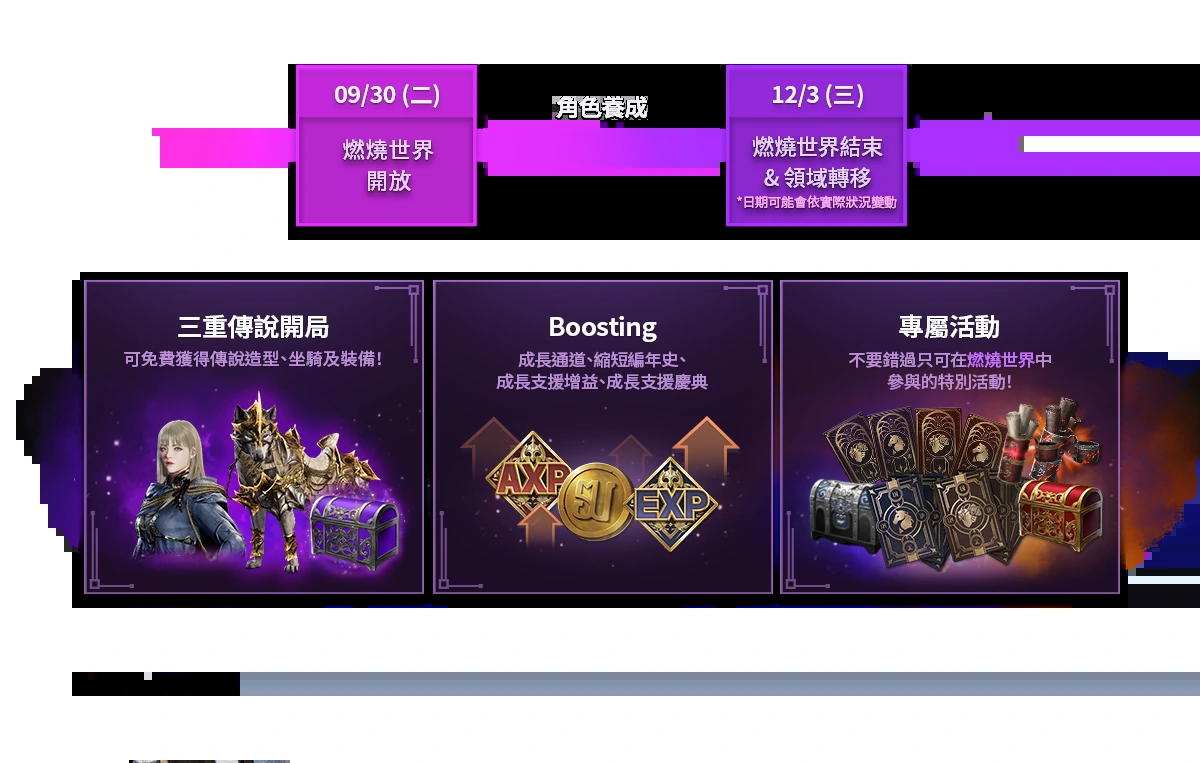 09/30 (二)
燃燒世界
開放
角色養成
12/3 (三)
燃燒世界結束
& 領域轉移
*日期可能會依實際狀況變動
三重傳說開局
可免費獲得傳說造型、坐騎及裝備!
Boosting
成長通道、縮短編年史、
成長支援增益、成長支援慶典
AXP
EXP
專屬活動
不要錯過只可在燃燒世界中
參與的特別活動!